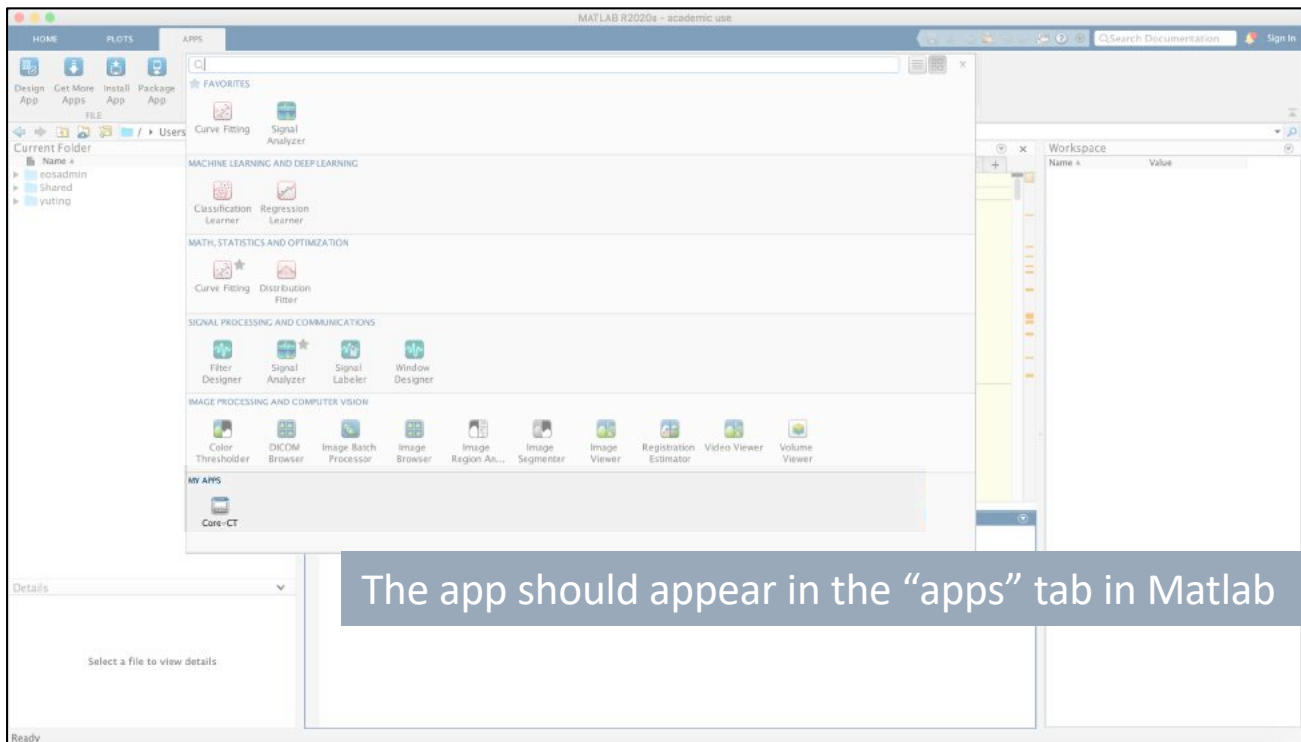 MATLAB R2020a - academic use
HOME PLOTS APPS
Search Documentation Sign In
Design App
Get More Apps
Install App
Package App
FILE
/ ▸ Users
Current Folder
Name
eosadmin
Shared
yuting
FAVORITES
Curve Fitting
Signal Analyzer
MACHINE LEARNING AND DEEP LEARNING
Classification Learner
Regression Learner
MATH, STATISTICS AND OPTIMIZATION
Curve Fitting
Distribution Fitter
SIGNAL PROCESSING AND COMMUNICATIONS
Filter Designer
Signal Analyzer
Signal Labeler
Window Designer
IMAGE PROCESSING AND COMPUTER VISION
Color Thresholder
DICOM Browser
Image Batch Processor
Image Browser
Image Region An...
Image Segmenter
Image Viewer
Registration Estimator
Video Viewer
Volume Viewer
MY APPS
Core-CT
Workspace
Name Value
The app should appear in the “apps” tab in Matlab
Details
Select a file to view details
Ready